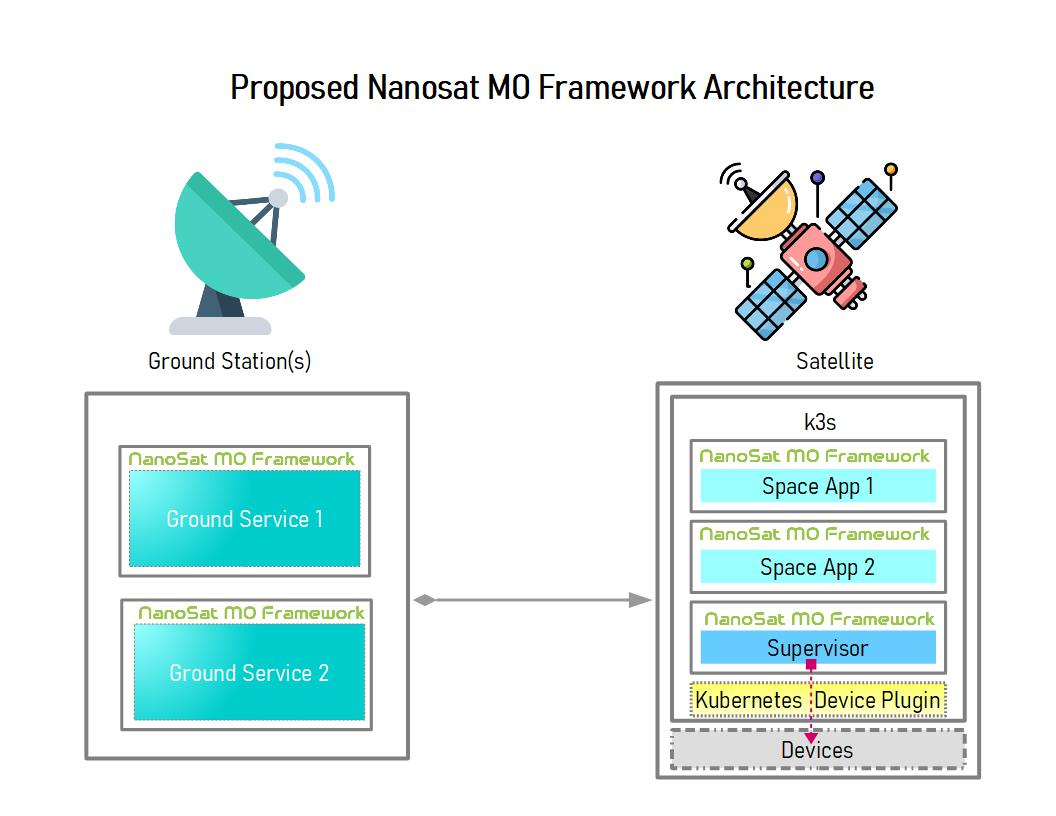 Proposed Nanosat MO Framework Architecture
Ground Station(s)
NanoSat MO Framework
Ground Service 1
NanoSat MO Framework
Ground Service 2
Satellite
k3s
NanoSat MO Framework
Space App 1
NanoSat MO Framework
Space App 2
NanoSat MO Framework
Supervisor
Kubernetes Device Plugin
Devices